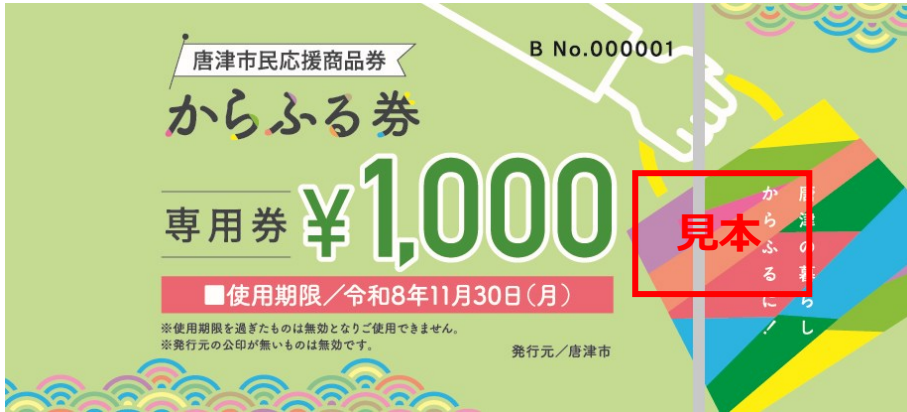 唐津市民応援商品券
B No.000001
からふる券
専用券 ¥1,000
■使用期限／令和8年11月30日（月）
※使用期限を過ぎたものは無効となりご使用できません。
※発行元の公印が無いものは無効です。
発行元／唐津市
見本
唐津の暮らし
からふるに！